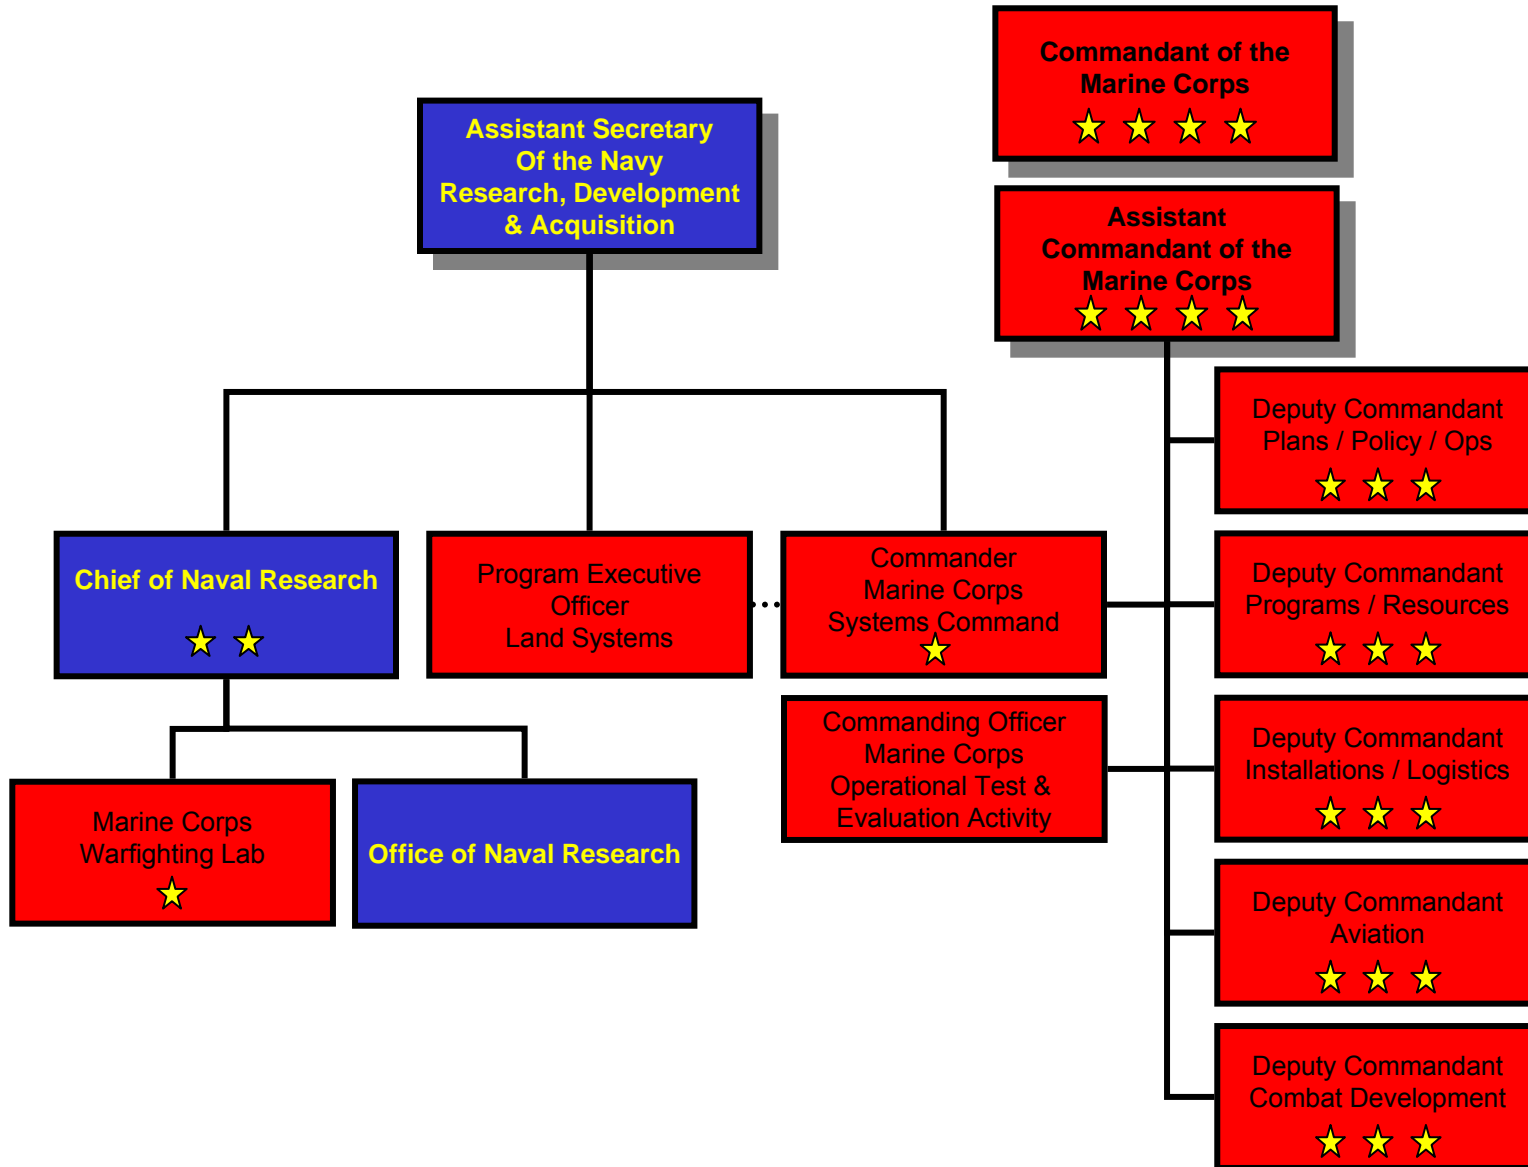 Commandant of the
Marine Corps
Assistant Secretary
Of the Navy
Research, Development
& Acquisition
Assistant
Commandant of the
Marine Corps
Deputy Commandant
Plans / Policy / Ops
Chief of Naval Research
Program Executive
Officer
Land Systems
Commander
Marine Corps
Systems Command
Deputy Commandant
Programs / Resources
Commanding Officer
Marine Corps
Operational Test &
Evaluation Activity
Deputy Commandant
Installations / Logistics
Marine Corps
Warfighting Lab
Office of Naval Research
Deputy Commandant
Aviation
Deputy Commandant
Combat Development